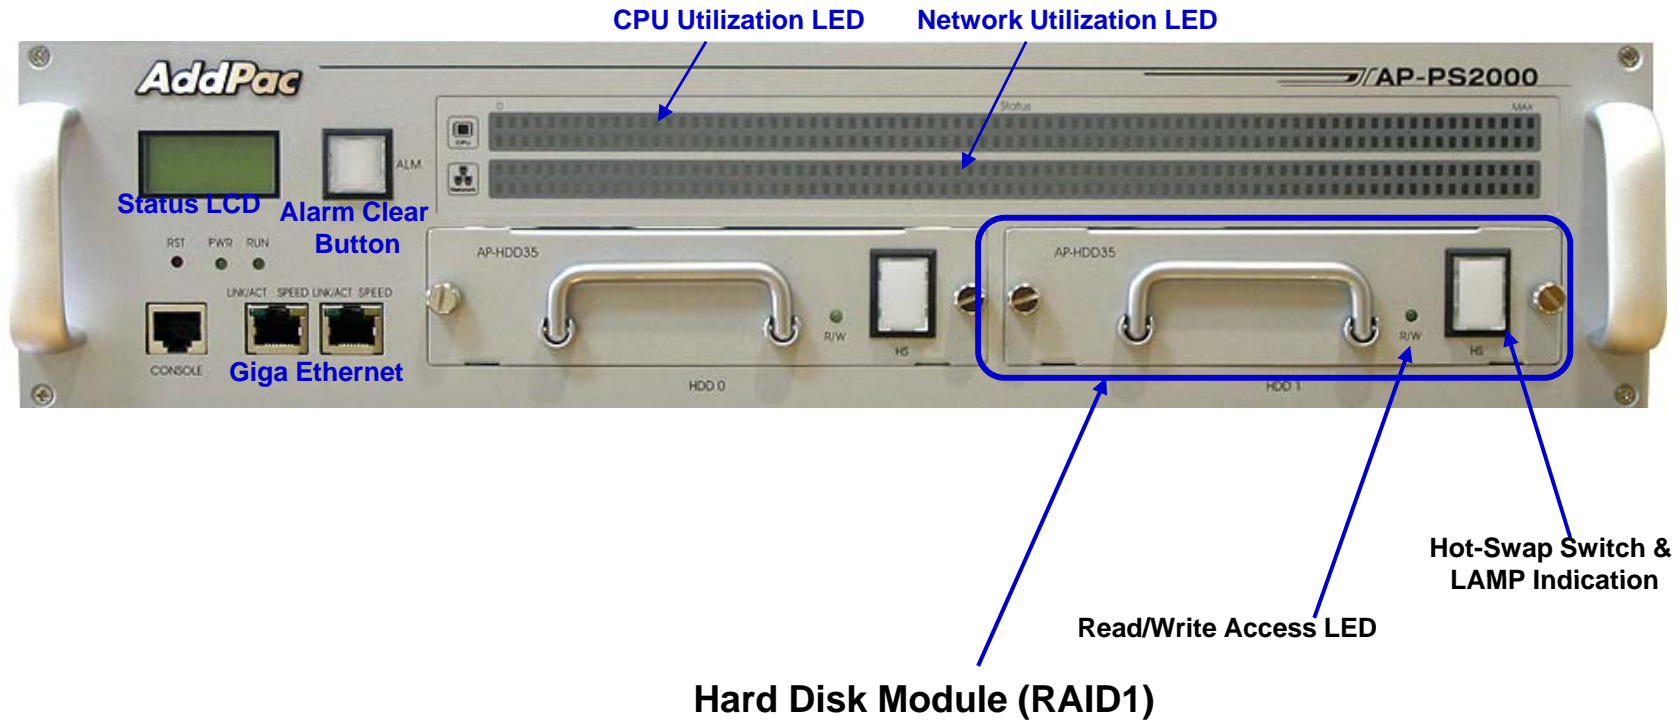 CPU Utilization LED
Network Utilization LED
AddPac
AP-PS2000
0
Status
MAX
CPU
Network
ALM
Status LCD
Alarm Clear
Button
RST PWR RUN
LINK/ACT SPEED LINK/ACT SPEED
CONSOLE
Giga Ethernet
AP-HDD35
R/W
HS
HDD 0
AP-HDD35
R/W
HS
HDD 1
Hot-Swap Switch &
LAMP Indication
Read/Write Access LED
Hard Disk Module (RAID1)